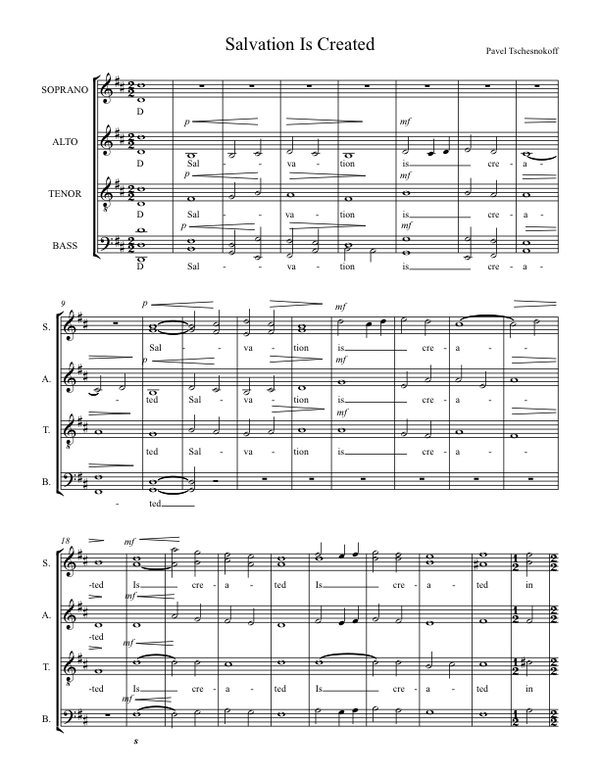 Salvation Is Created
Pavel Tschesnokoff
SOPRANO
D
p
mf
ALTO
D Sal - va - tion is cre - a -
p
mf
TENOR
D Sal - va - tion is cre - a -
p
mf
BASS
D Sal - va - tion is cre - a -
9
p
mf
S.
Sal - va - tion is cre - a -
p
mf
A.
ted Sal - va - tion is cre - a -
mf
T.
ted Sal - va - tion is cre - a -
B.
- ted
18
mf
S.
-ted Is cre - a - ted Is cre - a - ted in
mf
A.
-ted
mf
T.
-ted Is cre - a - ted Is cre - a - ted in
mf
B.
s